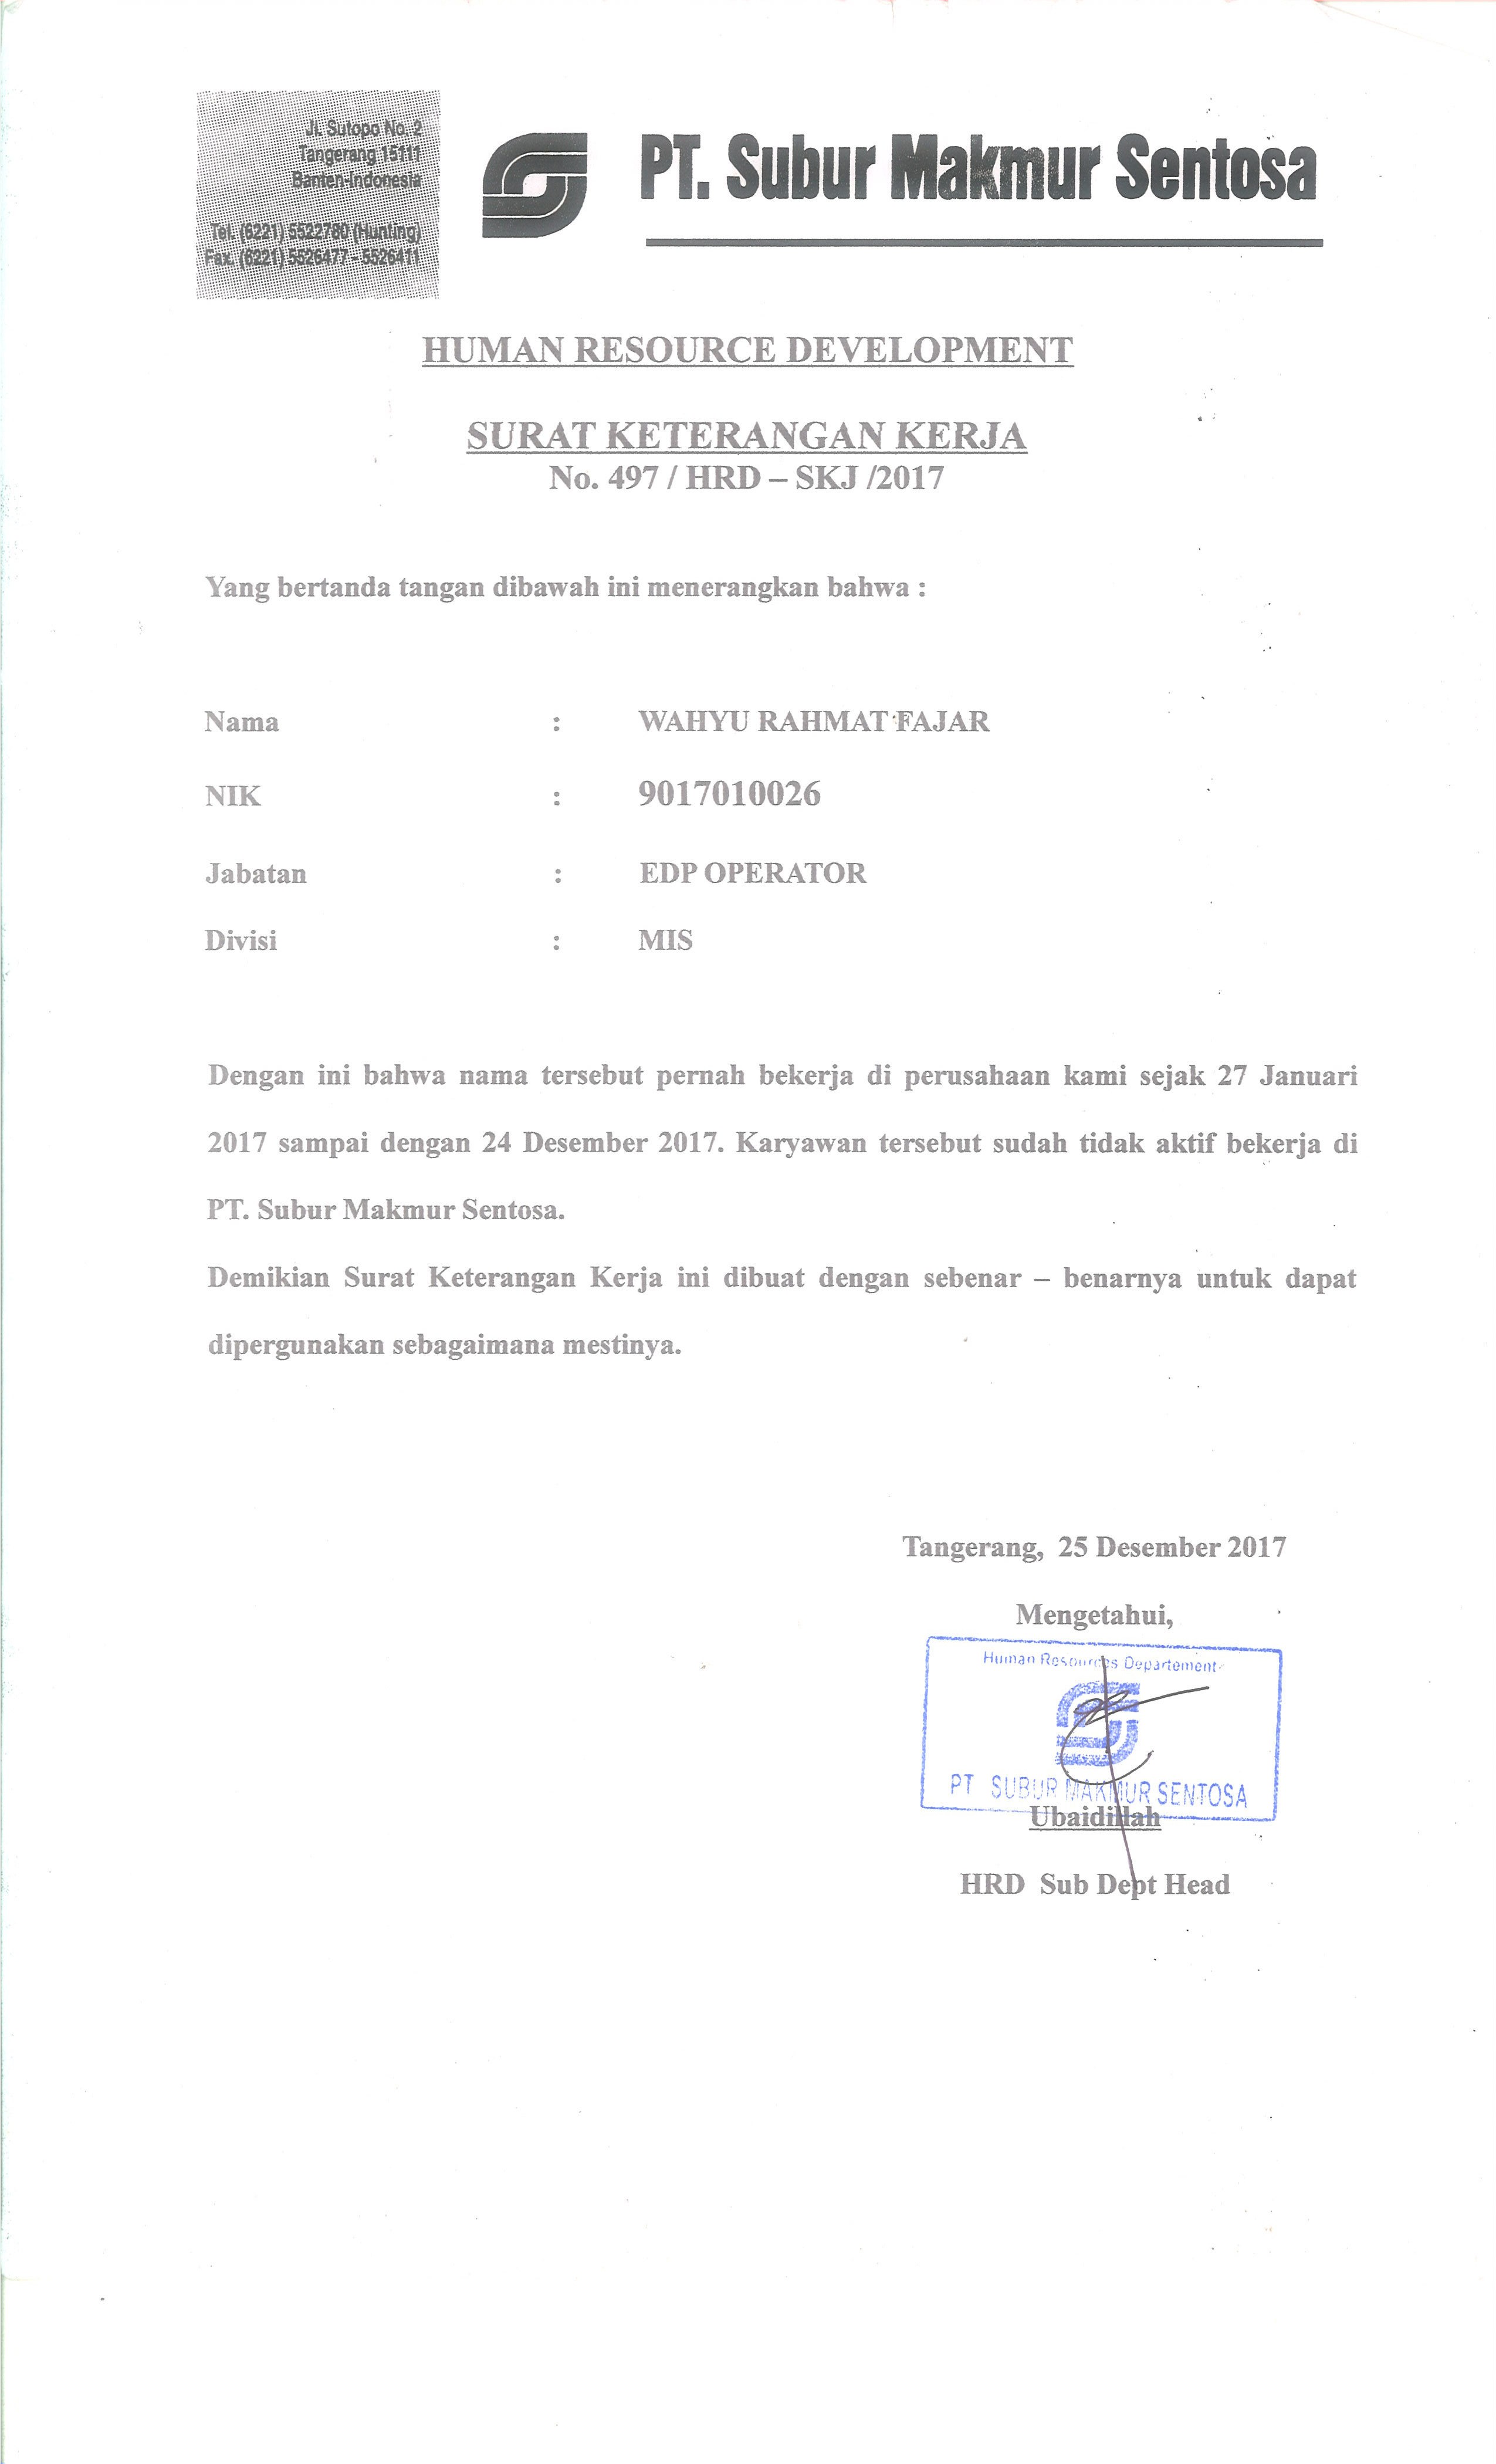 Jl. Sutopo No. 2
Tangerang 15111
Banten-Indonesia
Tel. (6221) 5522780 (Hunting)
Fax. (6221) 5526477 - 5526411
PT. Subur Makmur Sentosa
HUMAN RESOURCE DEVELOPMENT
SURAT KETERANGAN KERJA
No. 497 / HRD – SKJ /2017
Yang bertanda tangan dibawah ini menerangkan bahwa :
Nama : WAHYU RAHMAT FAJAR
NIK : 9017010026
Jabatan : EDP OPERATOR
Divisi : MIS
Dengan ini bahwa nama tersebut pernah bekerja di perusahaan kami sejak 27 Januari
2017 sampai dengan 24 Desember 2017. Karyawan tersebut sudah tidak aktif bekerja di
PT. Subur Makmur Sentosa.
Demikian Surat Keterangan Kerja ini dibuat dengan sebenar – benarnya untuk dapat
dipergunakan sebagaimana mestinya.
Tangerang, 25 Desember 2017
Mengetahui,
Human Resources Departement
PT SUBUR MAKMUR SENTOSA
Ubaidillah
HRD Sub Dept Head